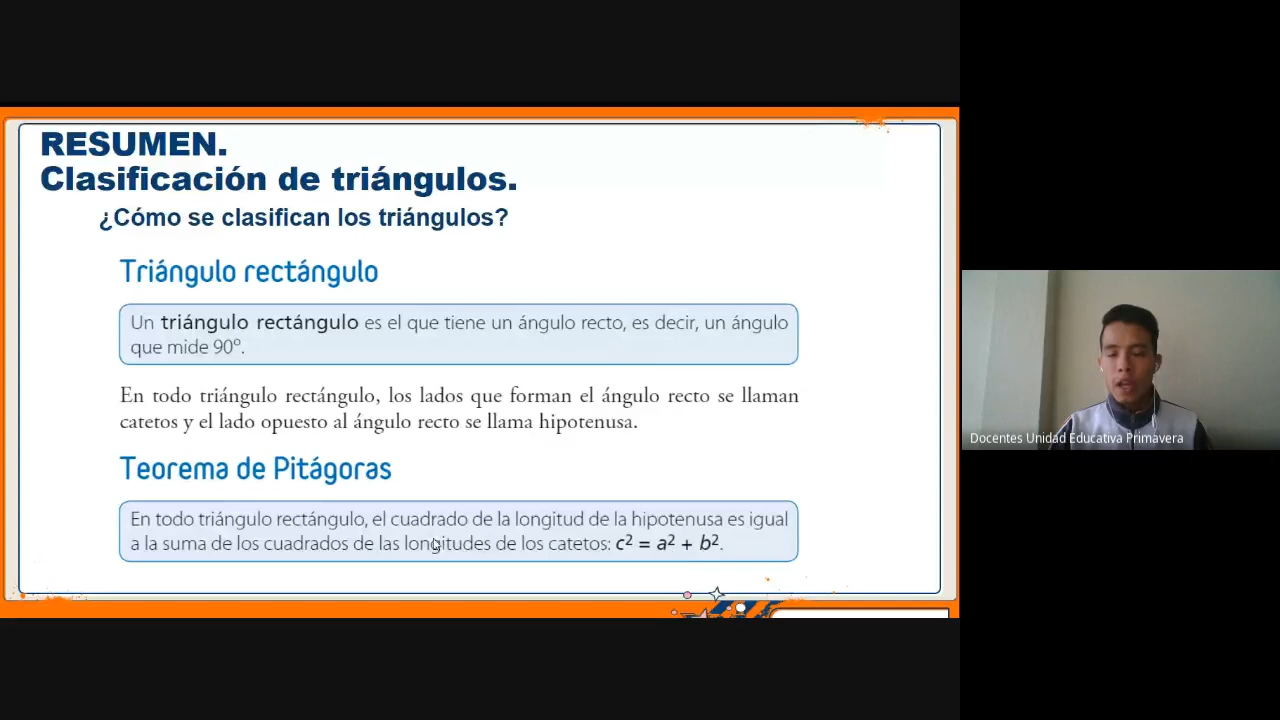 RESUMEN.
Clasificación de triángulos.
¿Cómo se clasifican los triángulos?
Triángulo rectángulo
Un triángulo rectángulo es el que tiene un ángulo recto, es decir, un ángulo
que mide 90º.
En todo triángulo rectángulo, los lados que forman el ángulo recto se llaman
catetos y el lado opuesto al ángulo recto se llama hipotenusa.
Teorema de Pitágoras
En todo triángulo rectángulo, el cuadrado de la longitud de la hipotenusa es igual
a la suma de los cuadrados de las longitudes de los catetos: c² = a² + b².
Docentes Unidad Educativa Primavera